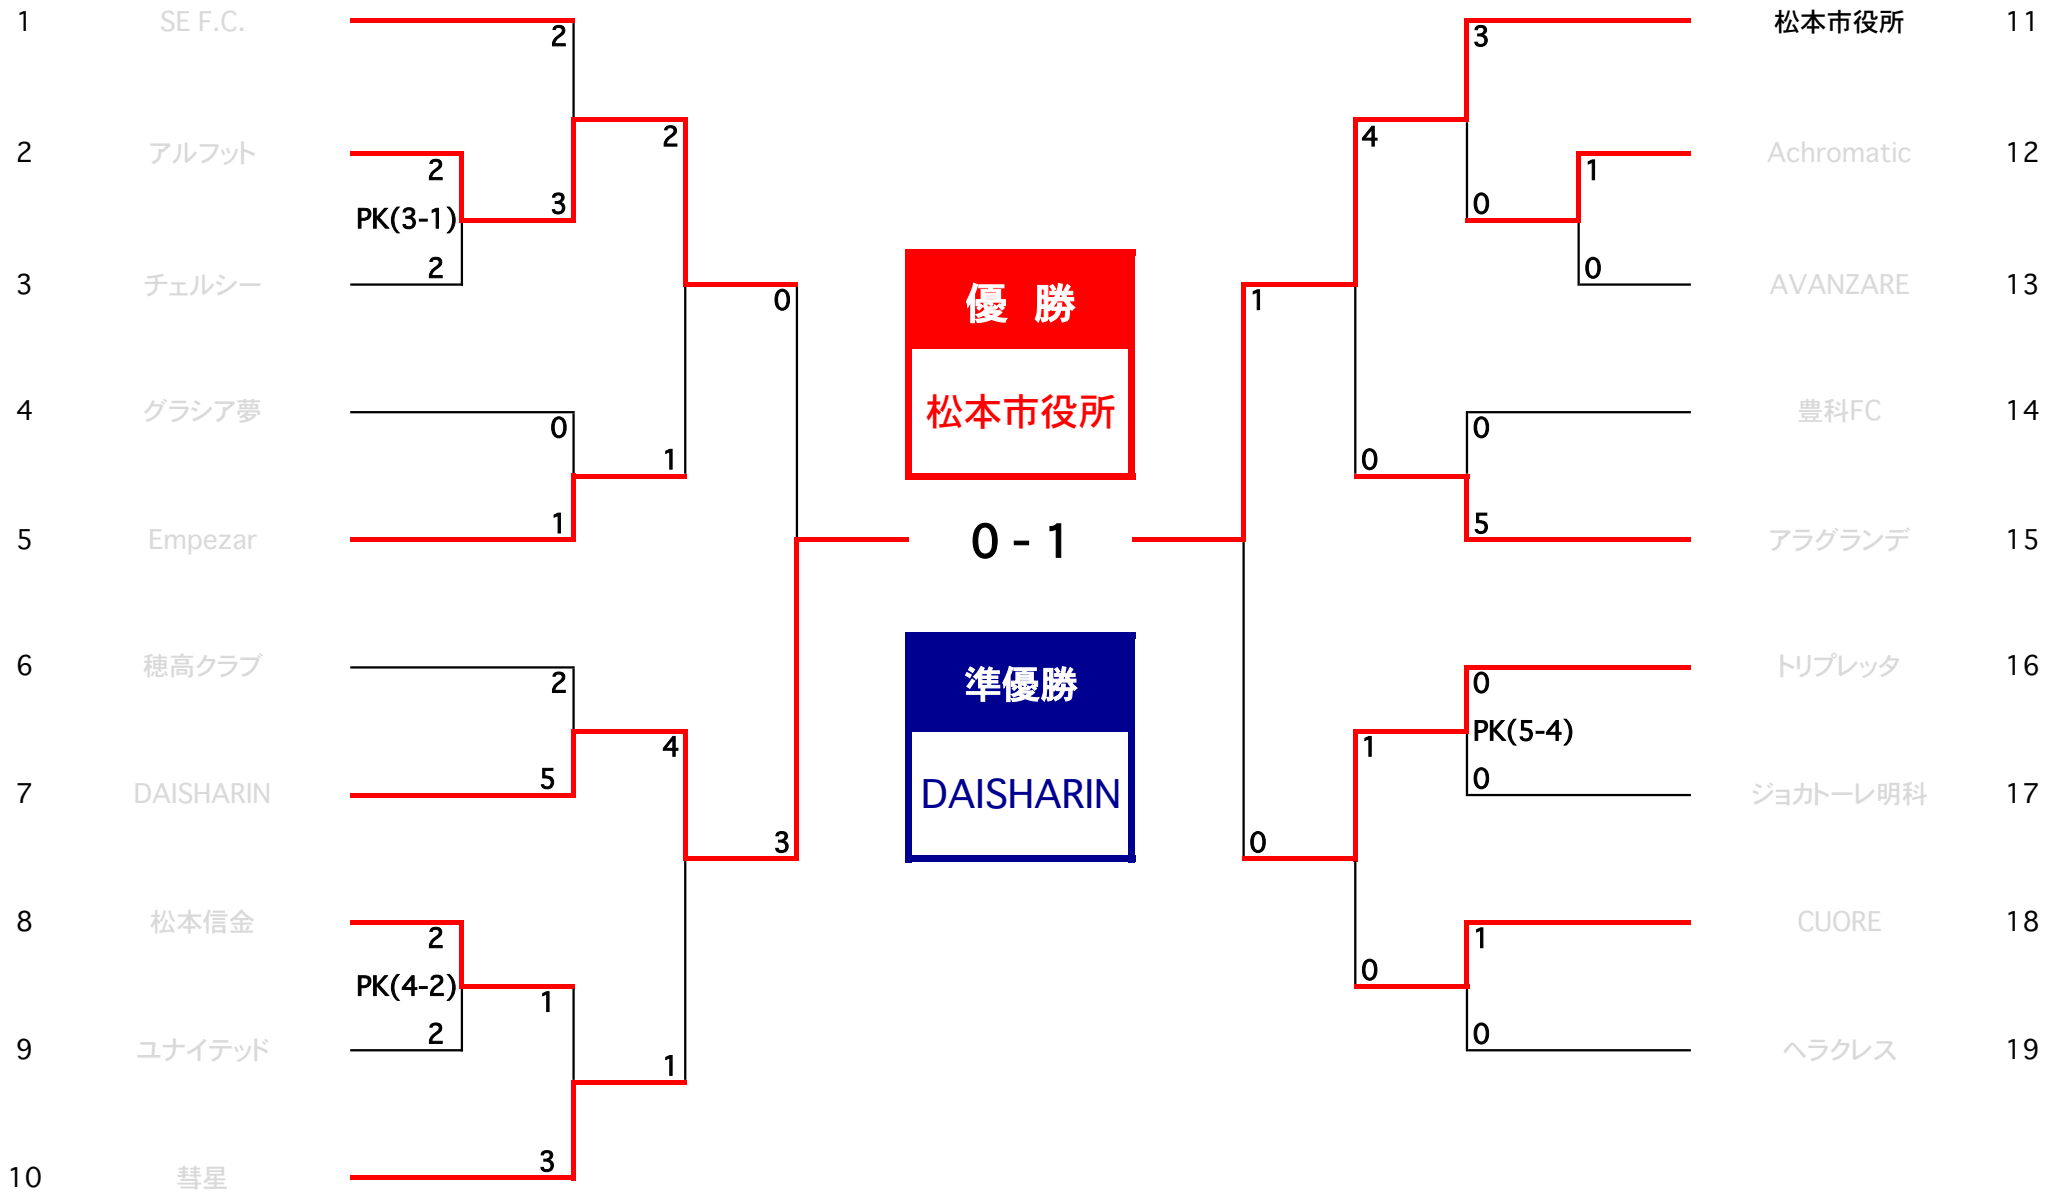 1 SE F.C. 2 3 松本市役所 11
2 アルフット 2 2 4 1 Achromatic 12
PK(3-1) 3 0
3 チェルシー 2 0 1 0 AVANZARE 13
優 勝
松本市役所
4 グラシア夢 0 1 0 0 豊科FC 14
5 Empezar 1 0 - 1 5 アラグランデ 15
6 穂高クラブ 2 0 トリプレッタ 16
準優勝
PK(5-4)
7 DAISHARIN 5 4 DAISHARIN 1 0 ジョカトーレ明科 17
3 0
8 松本信金 2 1 CUORE 18
PK(4-2) 1 0
9 ユナイテッド 2 1 0 ヘラクレス 19
10 彗星 3